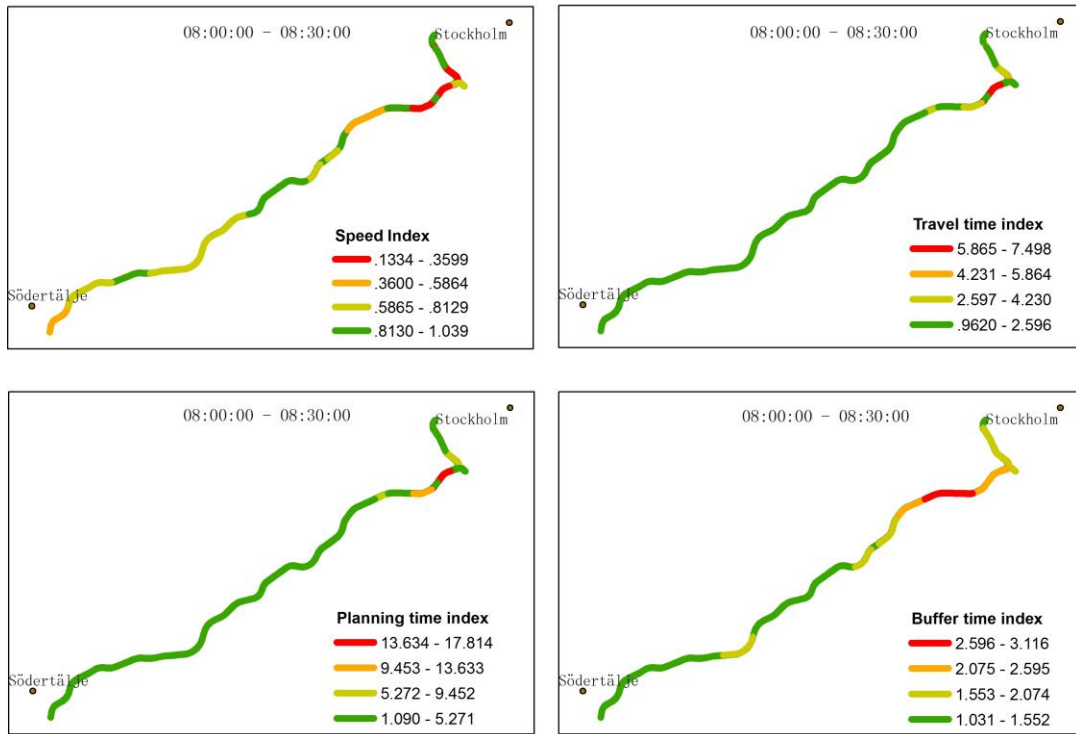 08:00:00 - 08:30:00
Stockholm
Södertälje
Speed Index
.1334 - .3599
.3600 - .5864
.5865 - .8129
.8130 - 1.039
08:00:00 - 08:30:00
Stockholm
Södertälje
Travel time index
5.865 - 7.498
4.231 - 5.864
2.597 - 4.230
.9620 - 2.596
08:00:00 - 08:30:00
Stockholm
Södertälje
Planning time index
13.634 - 17.814
9.453 - 13.633
5.272 - 9.452
1.090 - 5.271
08:00:00 - 08:30:00
Stockholm
Södertälje
Buffer time index
2.596 - 3.116
2.075 - 2.595
1.553 - 2.074
1.031 - 1.552